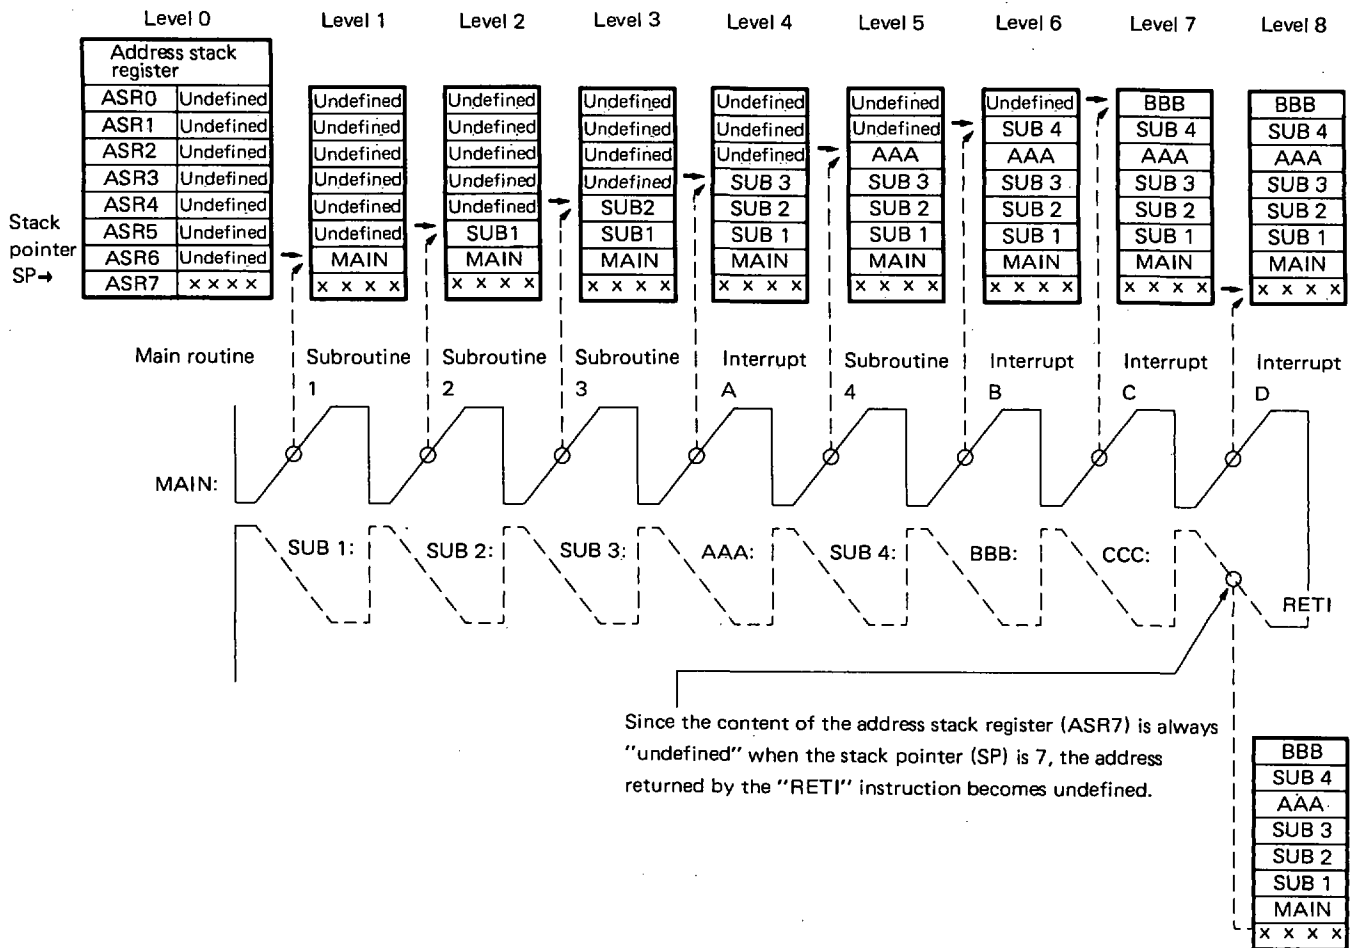 Level 0 Level 1 Level 2 Level 3 Level 4 Level 5 Level 6 Level 7 Level 8
Address stack
register
ASR0 Undefined Undefined Undefined Undefined Undefined Undefined Undefined BBB BBB
ASR1 Undefined Undefined Undefined Undefined Undefined Undefined SUB 4 SUB 4 SUB 4
ASR2 Undefined Undefined Undefined Undefined Undefined AAA AAA AAA AAA
ASR3 Undefined Undefined Undefined Undefined SUB 3 SUB 3 SUB 3 SUB 3 SUB 3
ASR4 Undefined Undefined Undefined SUB2 SUB 2 SUB 2 SUB 2 SUB 2 SUB 2
ASR5 Undefined Undefined SUB1 SUB1 SUB 1 SUB 1 SUB 1 SUB 1 SUB 1
ASR6 Undefined MAIN MAIN MAIN MAIN MAIN MAIN MAIN MAIN
ASR7 x x x x x x x x x x x x x x x x x x x x x x x x x x x x x x x x x x x x
Stack
pointer
SP→
Main routine Subroutine Subroutine Subroutine Interrupt Subroutine Interrupt Interrupt Interrupt
1 2 3 A 4 B C D
MAIN:
SUB 1: SUB 2: SUB 3: AAA: SUB 4: BBB: CCC:
RETI
Since the content of the address stack register (ASR7) is always
"undefined" when the stack pointer (SP) is 7, the address
returned by the "RETI" instruction becomes undefined.
BBB
SUB 4
AAA
SUB 3
SUB 2
SUB 1
MAIN
x x x x